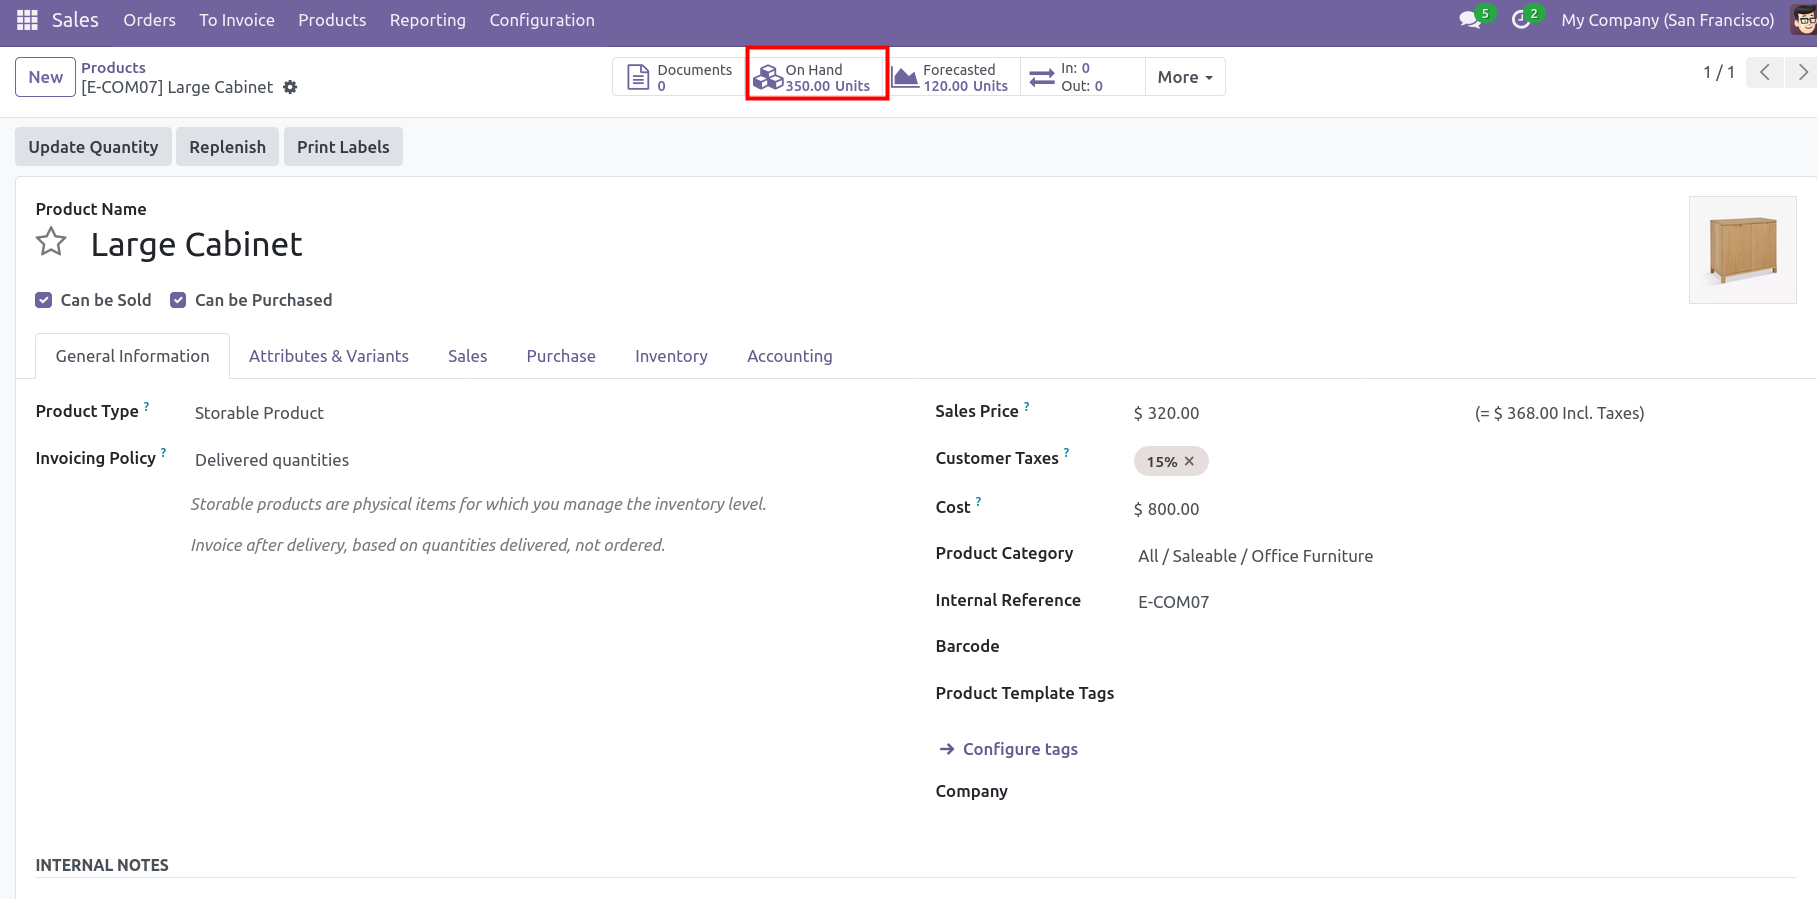 Sales Orders To Invoice Products Reporting Configuration 5 2 My Company (San Francisco)
New Products Documents On Hand Forecasted In: 0 More 1 / 1
[E-COM07] Large Cabinet 0 350.00 Units 120.00 Units Out: 0
Update Quantity Replenish Print Labels
Product Name
Large Cabinet
Can be Sold Can be Purchased
General Information Attributes & Variants Sales Purchase Inventory Accounting
Product Type ? Storable Product Sales Price ? $ 320.00 (= $ 368.00 Incl. Taxes)
Invoicing Policy ? Delivered quantities Customer Taxes ? 15% ×
Storable products are physical items for which you manage the inventory level. Cost ? $ 800.00
Invoice after delivery, based on quantities delivered, not ordered. Product Category All / Saleable / Office Furniture
Internal Reference E-COM07
Barcode
Product Template Tags
Configure tags
Company
INTERNAL NOTES